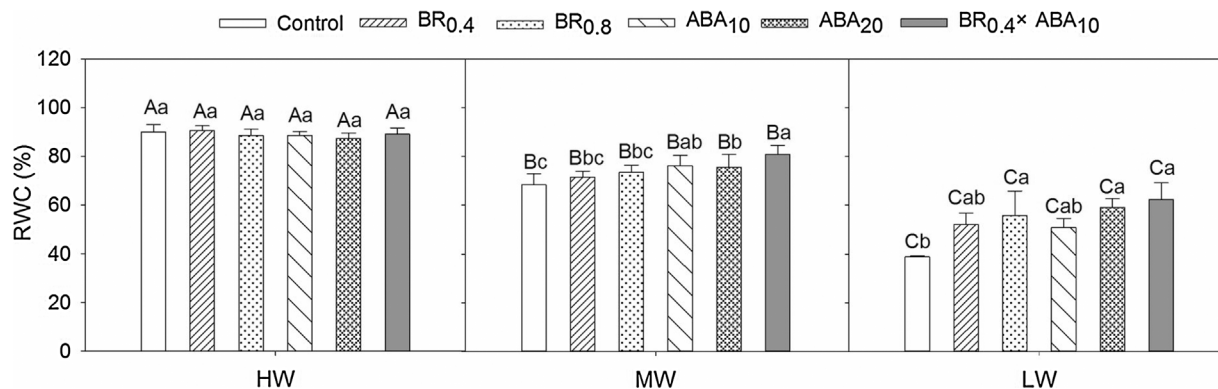 Control BR0.4 BR0.8 ABA10 ABA20 BR0.4× ABA10
RWC (%)
120
100
80
60
40
20
0
Aa Aa Aa Aa Aa Aa
Bc Bbc Bbc Bab Bb Ba
Cb Cab Ca Cab Ca Ca
HW MW LW